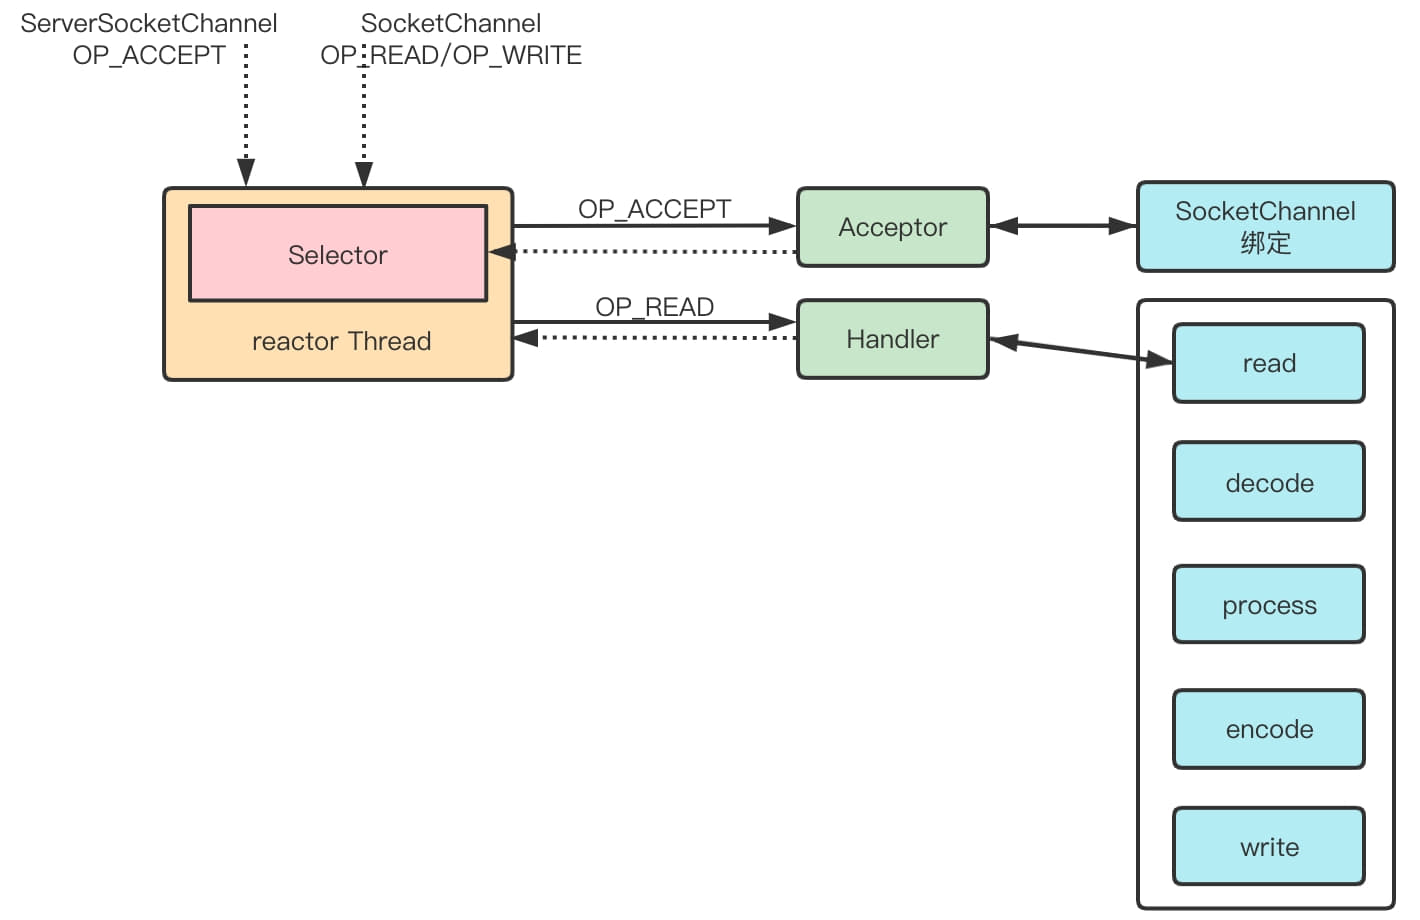 ServerSocketChannel
OP_ACCEPT
SocketChannel
OP_READ/OP_WRITE
Selector
reactor Thread
OP_ACCEPT
OP_READ
Acceptor
Handler
SocketChannel
绑定
read
decode
process
encode
write